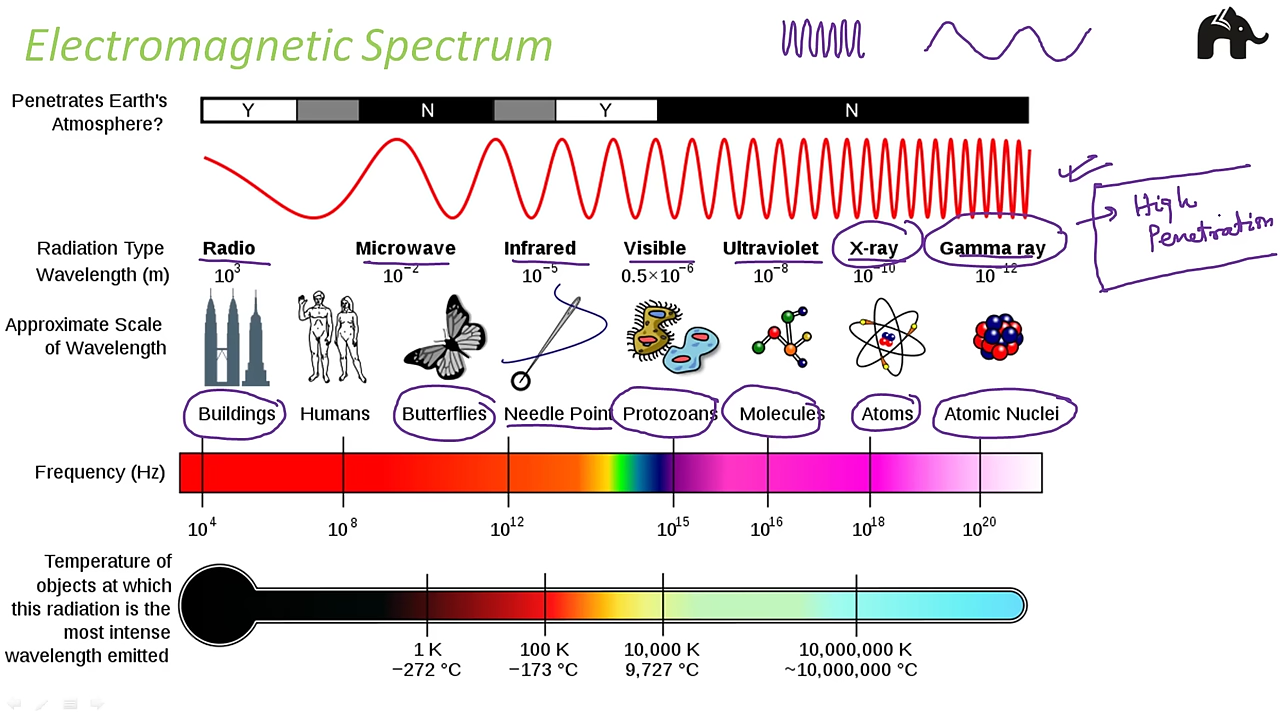 Electromagnetic Spectrum
Penetrates Earth's
Atmosphere?
Y N Y N
High
Penetration
Radiation Type Radio Microwave Infrared Visible Ultraviolet X-ray Gamma ray
Wavelength (m) 10³ 10⁻² 10⁻⁵ 0.5×10⁻⁶ 10⁻⁸ 10⁻¹⁰ 10⁻¹²
Approximate Scale
of Wavelength
Buildings Humans Butterflies Needle Point Protozoans Molecules Atoms Atomic Nuclei
Frequency (Hz)
10⁴ 10⁸ 10¹² 10¹⁵ 10¹⁶ 10¹⁸ 10²⁰
Temperature of
objects at which
this radiation is the
most intense
wavelength emitted
1 K 100 K 10,000 K 10,000,000 K
−272 °C −173 °C 9,727 °C ~10,000,000 °C